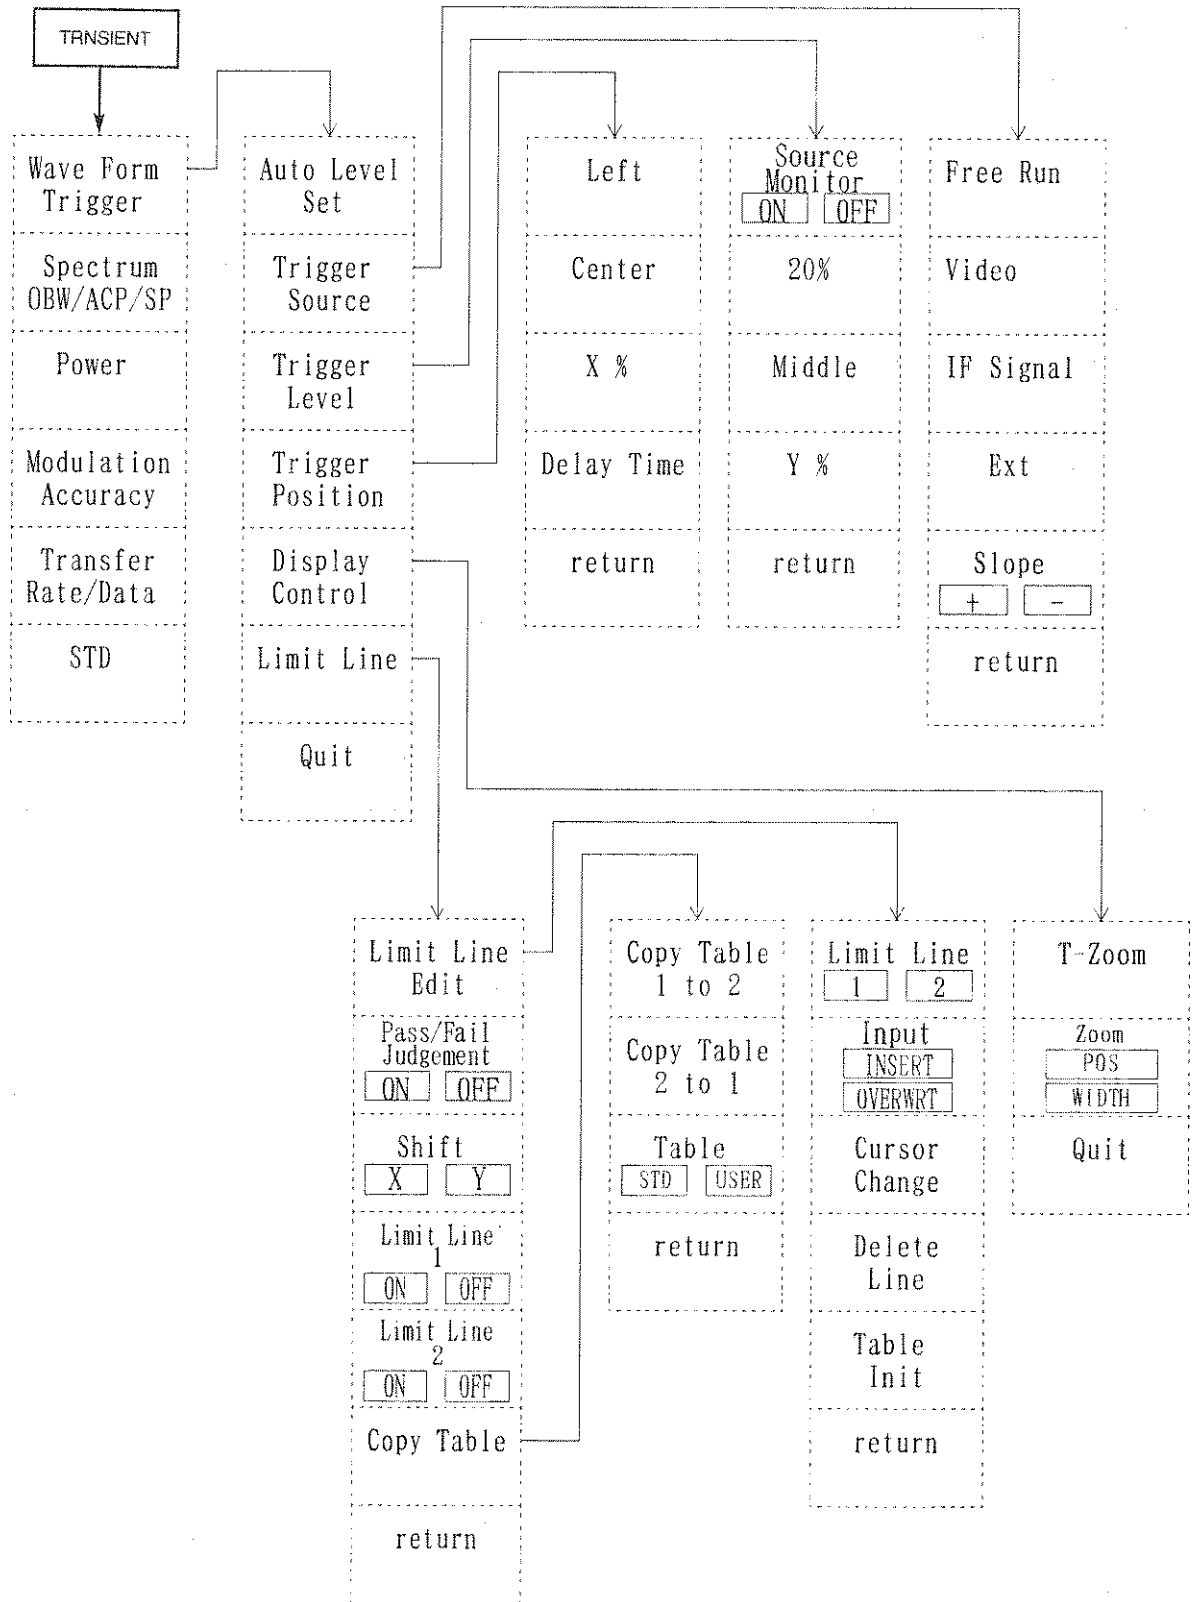 TRNSIENT
Wave Form
Trigger
Spectrum
OBW/ACP/SP
Power
Modulation
Accuracy
Transfer
Rate/Data
STD
Auto Level
Set
Trigger
Source
Trigger
Level
Trigger
Position
Display
Control
Limit Line
Quit
Left
Center
X %
Delay Time
return
Source
Monitor
ON OFF
20%
Middle
Y %
return
Free Run
Video
IF Signal
Ext
Slope
+ -
return
Limit Line
Edit
Pass/Fail
Judgement
ON OFF
Shift
X Y
Limit Line
1
ON OFF
Limit Line
2
ON OFF
Copy Table
return
Copy Table
1 to 2
Copy Table
2 to 1
Table
STD USER
return
Limit Line
1 2
Input
INSERT
OVERWRT
Cursor
Change
Delete
Line
Table
Init
return
T-Zoom
Zoom
POS
WIDTH
Quit